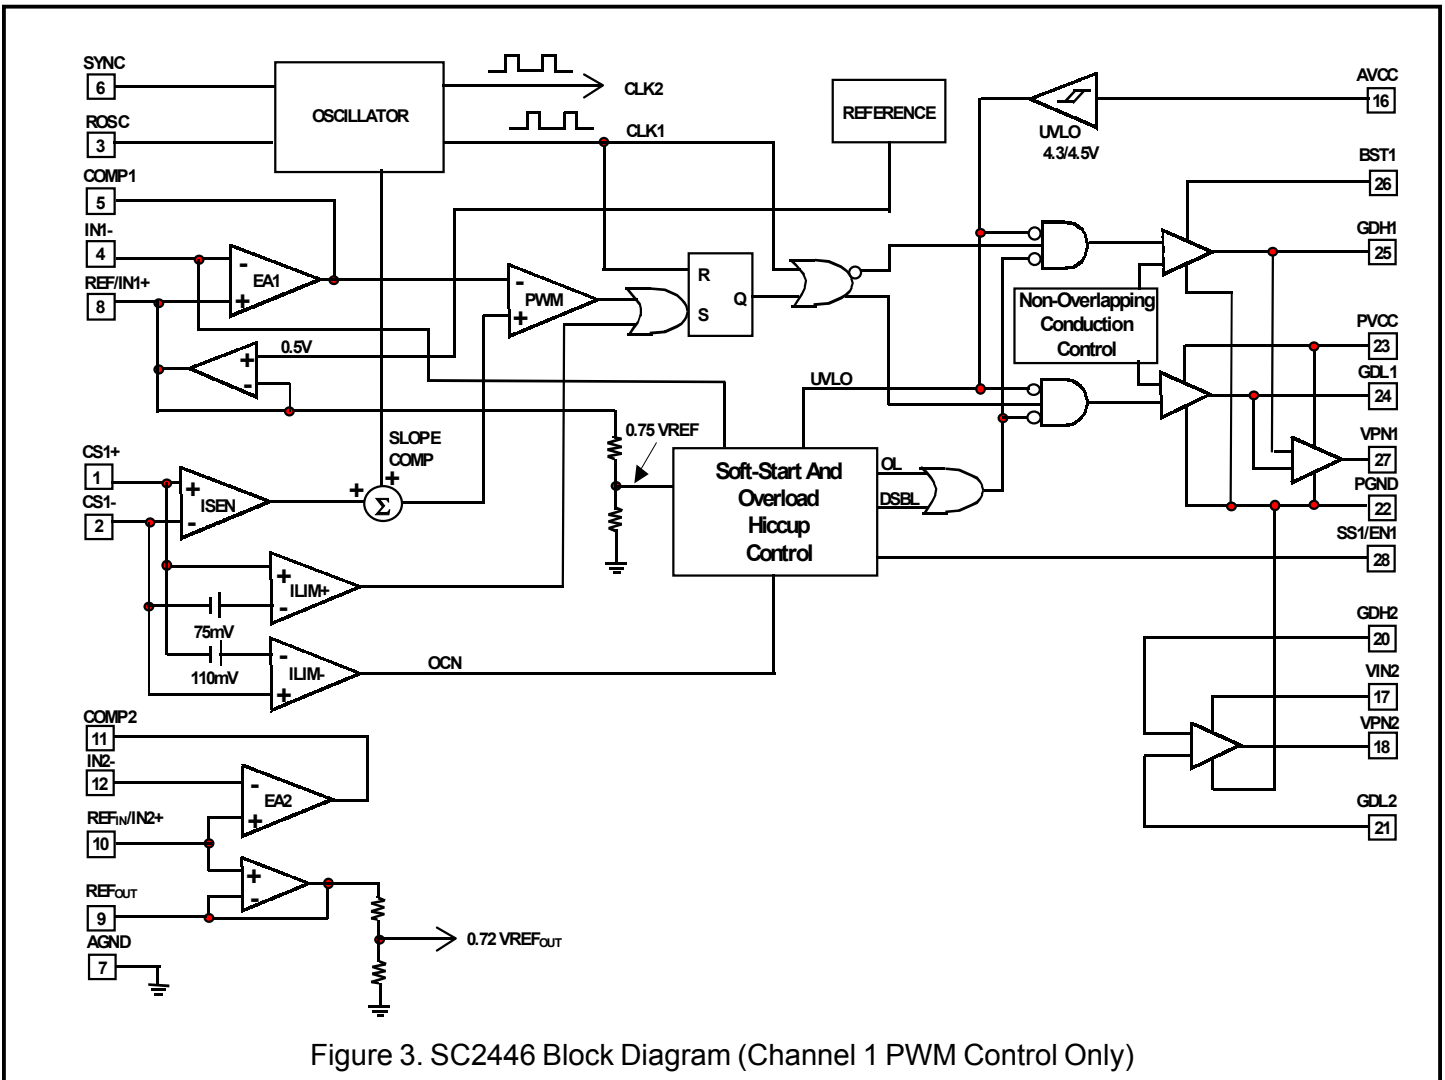 SYNC
6
ROSC
3
COMP1
5
IN1-
4
REF/IN1+
8
OSCILLATOR
CLK2
CLK1
REFERENCE
UVLO
4.3/4.5V
AVCC
16
BST1
26
GDH1
25
PVCC
23
GDL1
24
VPN1
27
PGND
22
SS1/EN1
28
- EA1 +
- PWM +
R
S
Q
Non-Overlapping
Conduction
Control
0.5V
+
-
UVLO
SLOPE
COMP
+
+
Σ
0.75 VREF
Soft-Start And
Overload
Hiccup
Control
OL
DSBL
CS1+
1
CS1-
2
+ ISEN -
+ ILIM+ -
75mV
- ILIM- +
110mV
OCN
COMP2
11
IN2-
12
REFIN/IN2+
10
REFOUT
9
AGND
7
- EA2 +
+
-
0.72 VREFOUT
GDH2
20
VIN2
17
VPN2
18
GDL2
21
Figure 3. SC2446 Block Diagram (Channel 1 PWM Control Only)